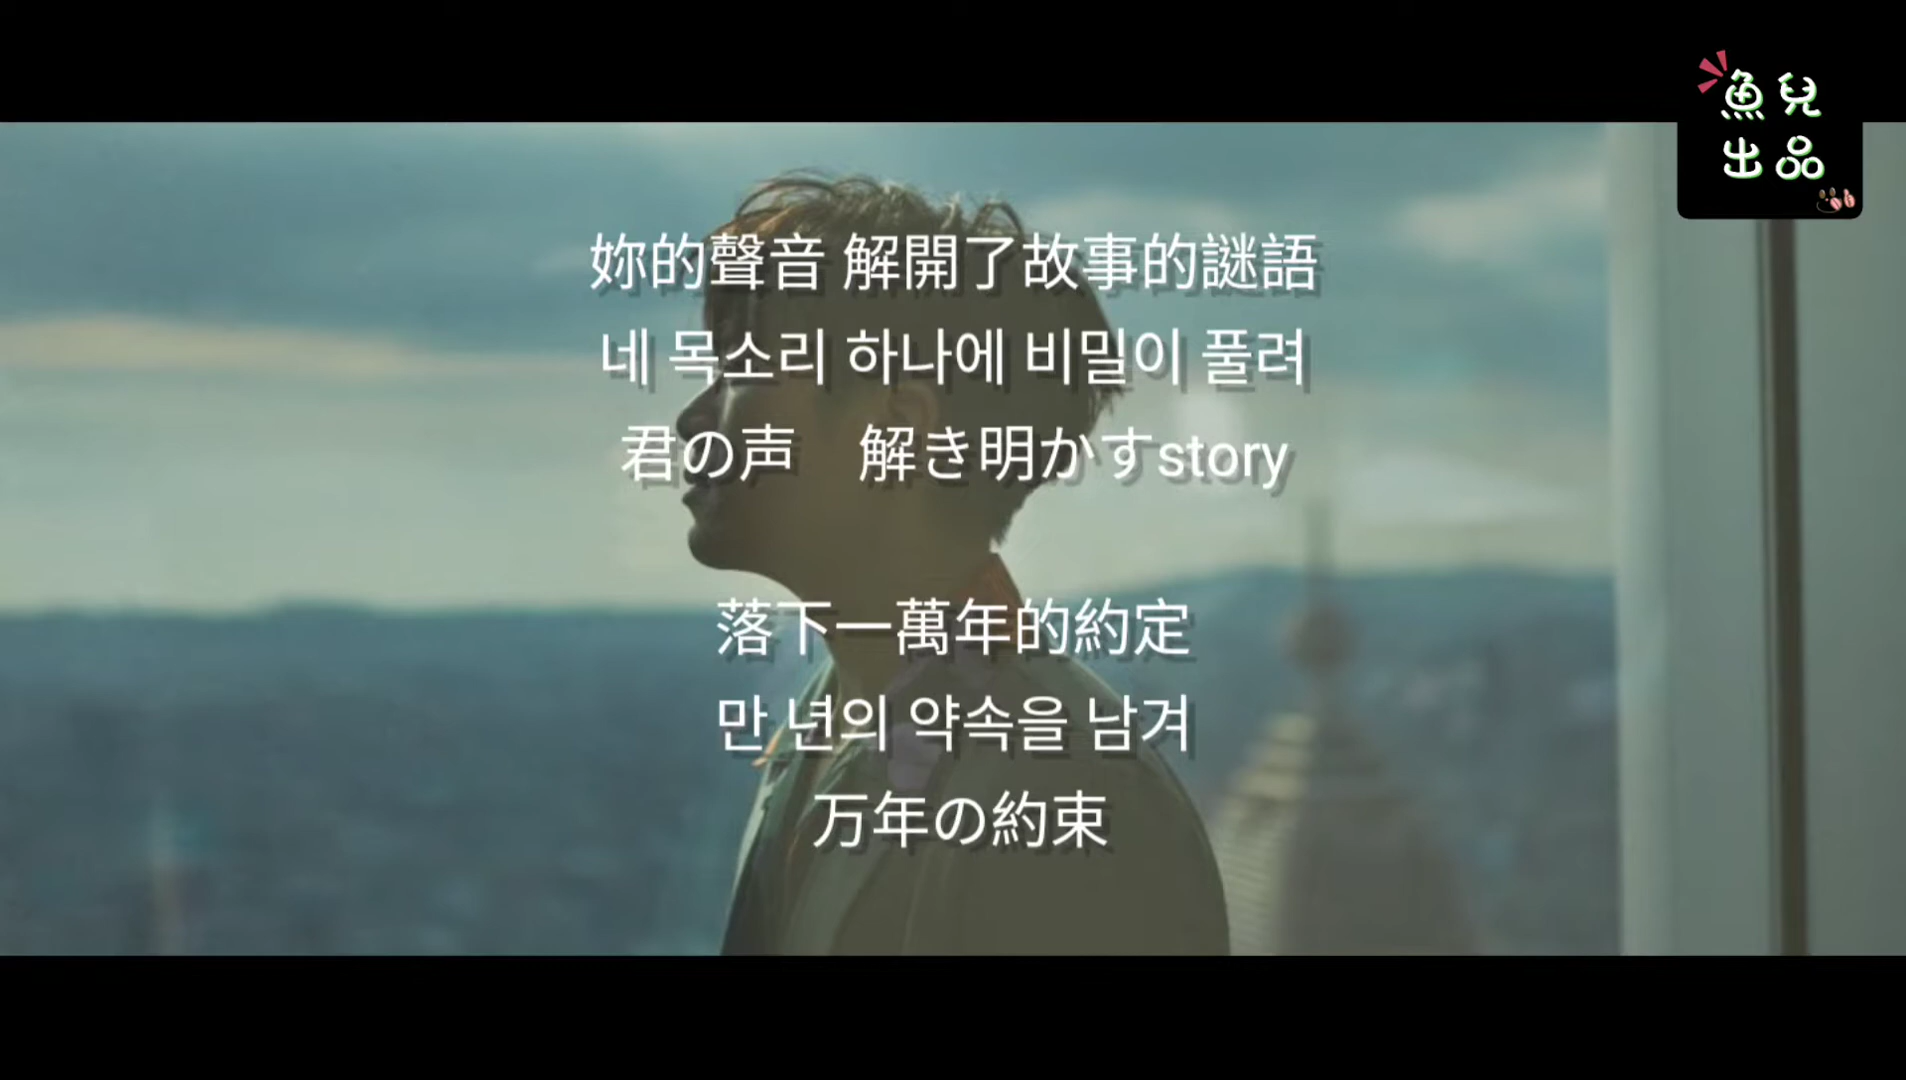 魚兒
出品
妳的聲音 解開了故事的謎語
네 목소리 하나에 비밀이 풀려
君の声　解き明かすstory
落下一萬年的約定
만 년의 약속을 남겨
万年の約束